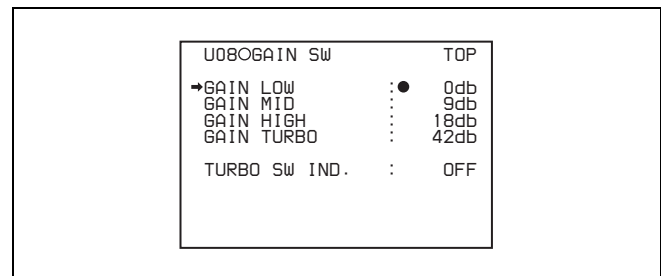 U08○GAIN SW TOP
➡GAIN LOW :● 0db
GAIN MID : 9db
GAIN HIGH : 18db
GAIN TURBO : 42db
TURBO SW IND. : OFF